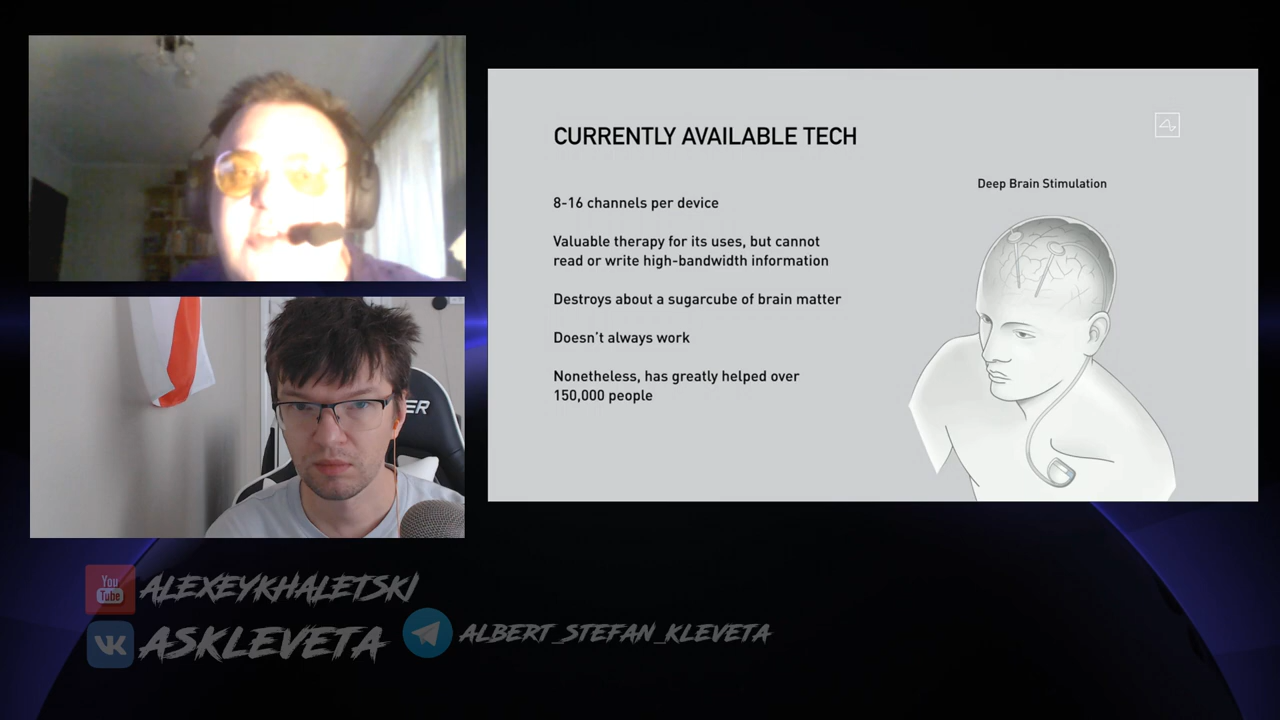 CURRENTLY AVAILABLE TECH
Deep Brain Stimulation
8-16 channels per device
Valuable therapy for its uses, but cannot
read or write high-bandwidth information
Destroys about a sugarcube of brain matter
Doesn't always work
Nonetheless, has greatly helped over
150,000 people
ER
You
Tube
ALEXEYKHALETSKI
ASKLEVETA
ALBERT_STEFAN_KLEVETA